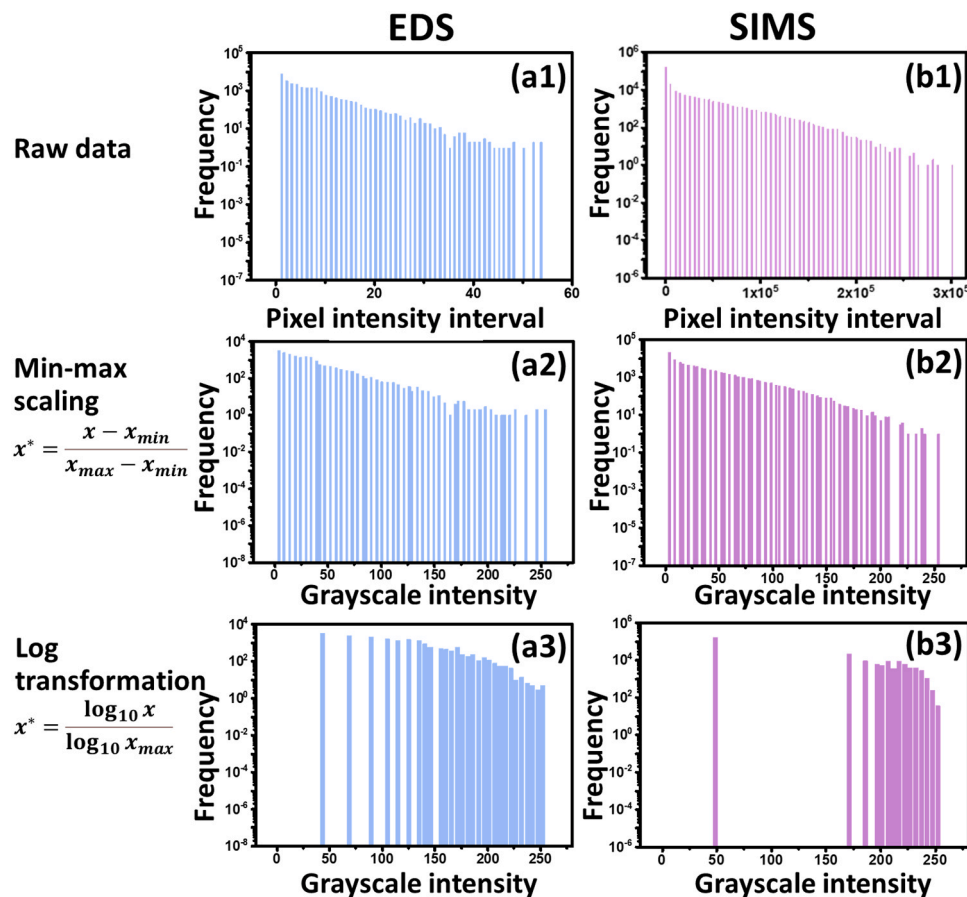 EDS SIMS
Raw data
(a1)
Frequency
10^5
10^3
10^1
10^-1
10^-3
10^-5
10^-7
0 20 40 60
Pixel intensity interval
(b1)
Frequency
10^6
10^4
10^2
10^0
10^-2
10^-4
10^-6
0 1x10^5 2x10^5 3x10^5
Pixel intensity interval
Min-max
scaling
x* = (x − x_min)/(x_max − x_min)
(a2)
Frequency
10^4
10^2
10^0
10^-2
10^-4
10^-6
10^-8
0 50 100 150 200 250
Grayscale intensity
(b2)
Frequency
10^5
10^3
10^1
10^-1
10^-3
10^-5
10^-7
0 50 100 150 200 250
Grayscale intensity
Log
transformation
x* = log_10 x/log_10 x_max
(a3)
Frequency
10^4
10^2
10^0
10^-2
10^-4
10^-6
10^-8
0 50 100 150 200 250
Grayscale intensity
(b3)
Frequency
10^6
10^4
10^2
10^0
10^-2
10^-4
10^-6
0 50 100 150 200 250
Grayscale intensity